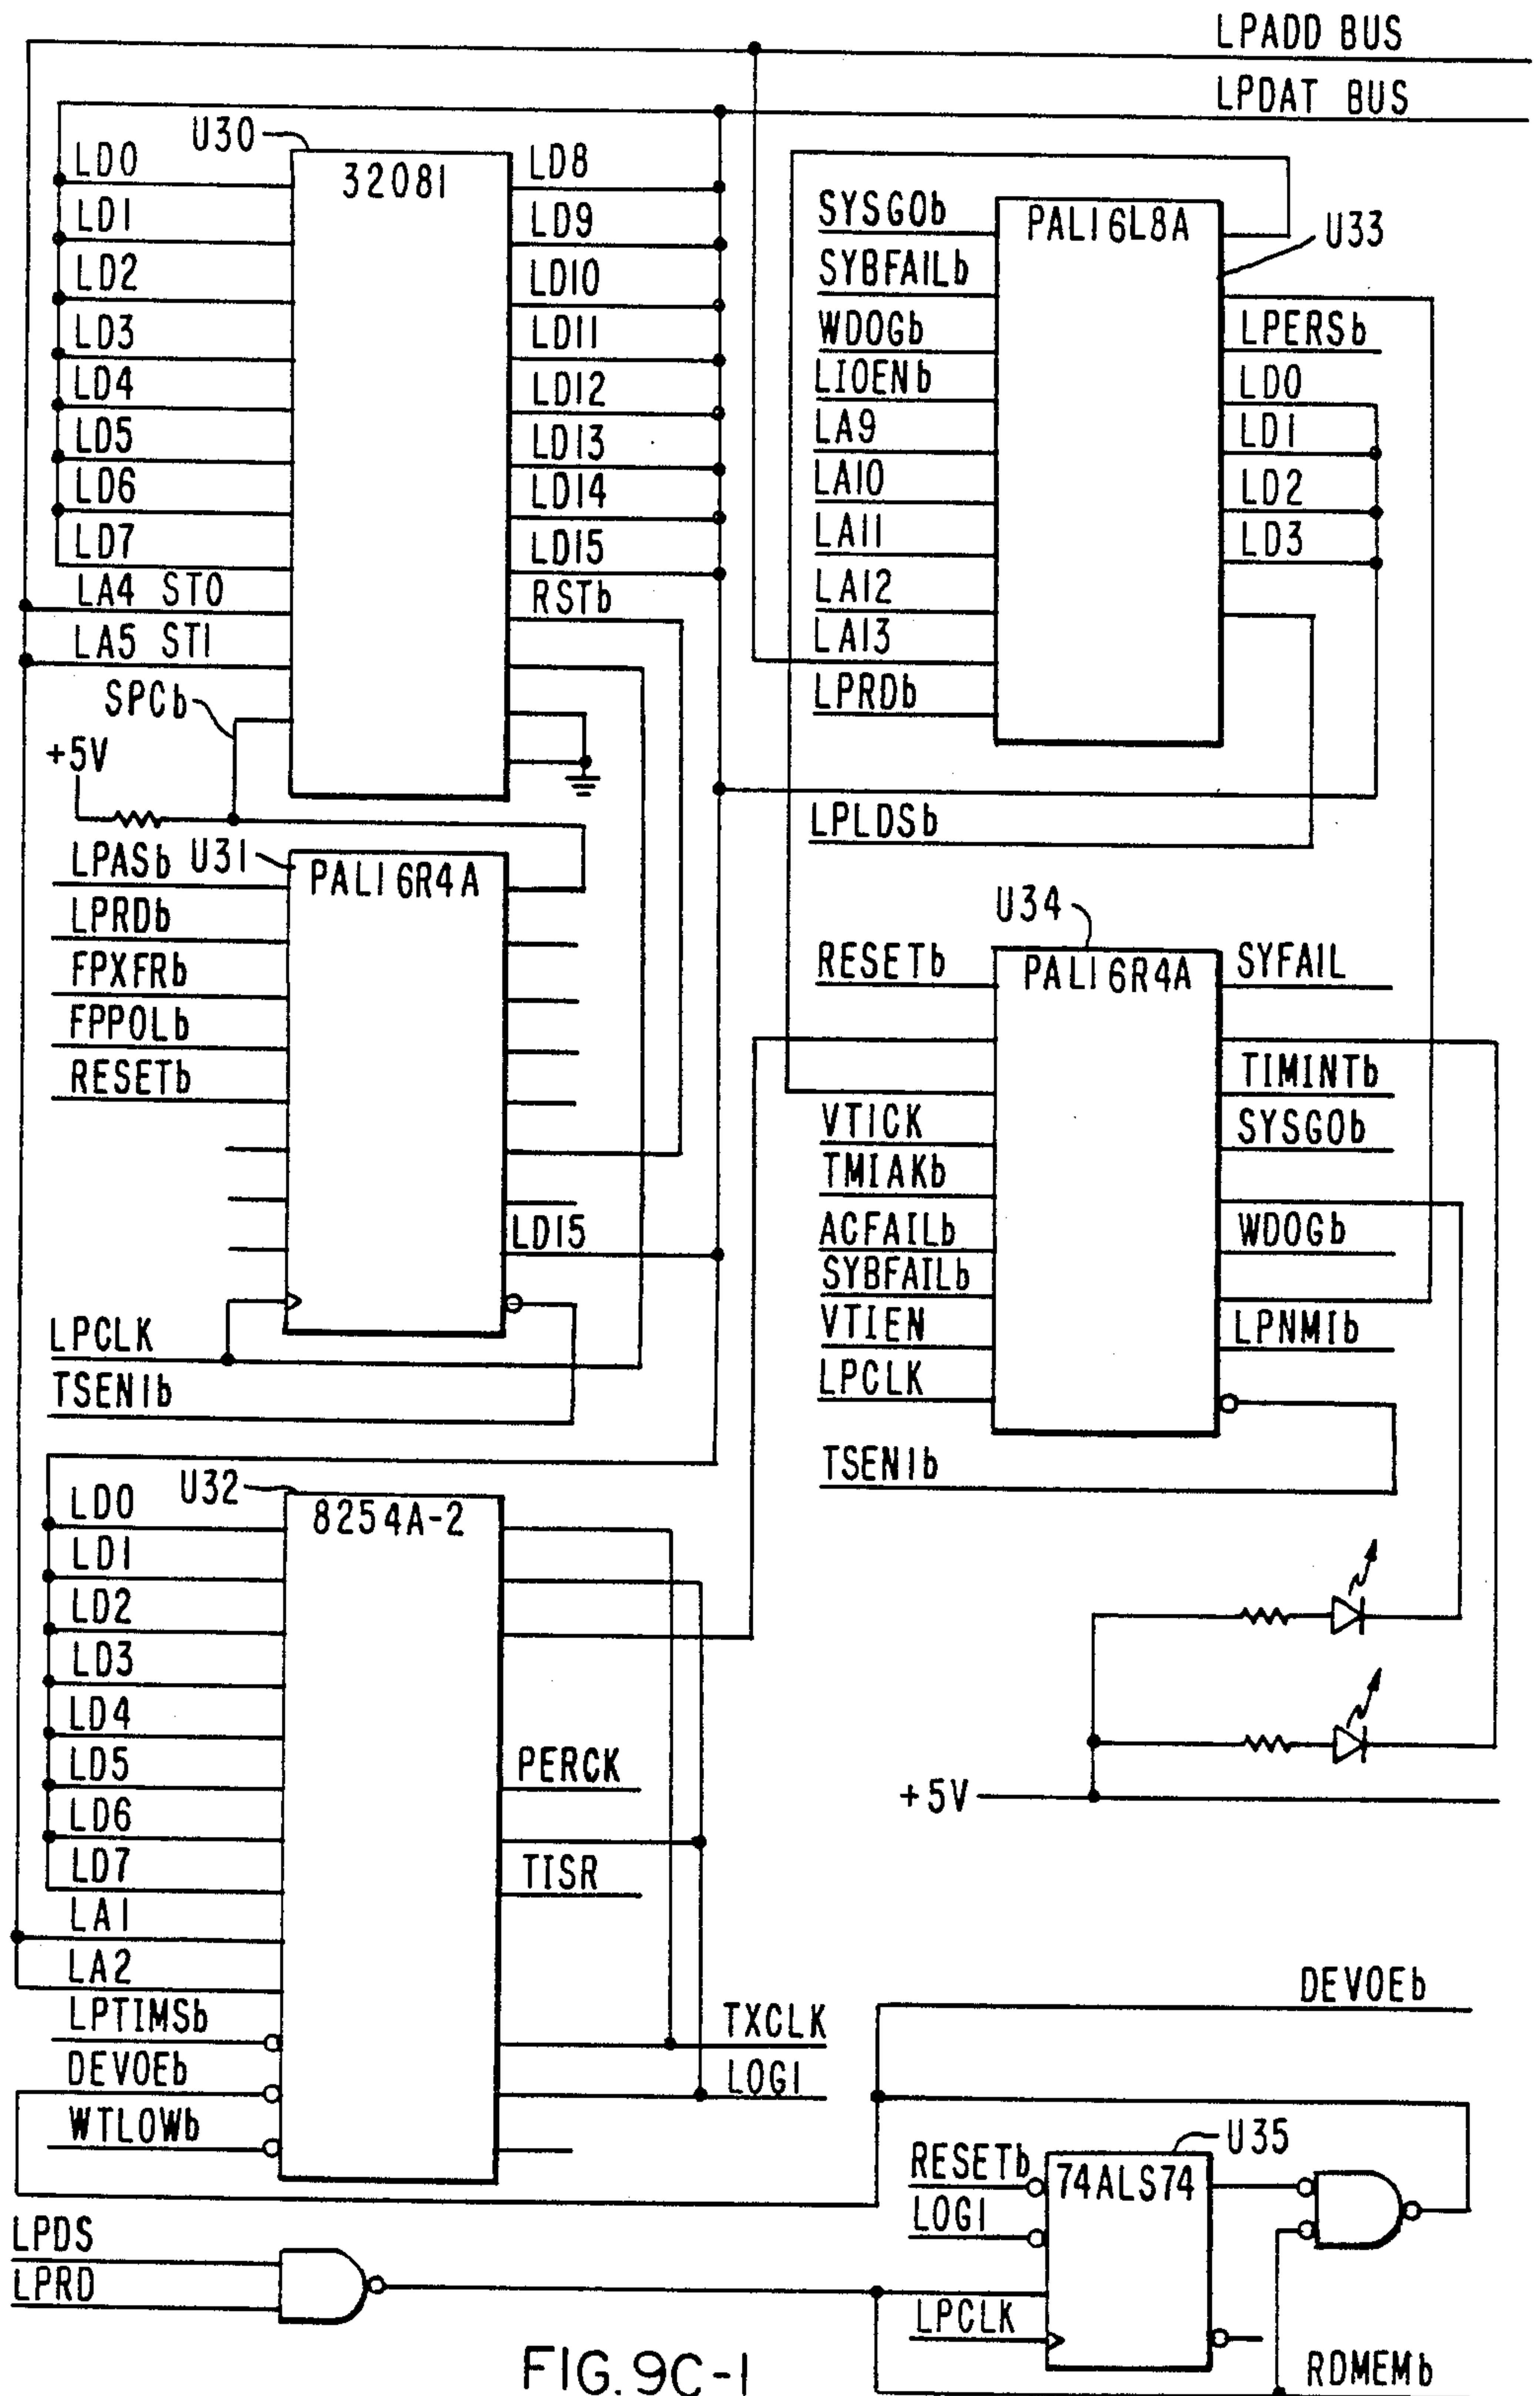 LPADD BUS
LPDAT BUS
U30
32081
LD0
LD1
LD2
LD3
LD4
LD5
LD6
LD7
LA4 ST0
LA5 ST1
SPCb
+5V
LD8
LD9
LD10
LD11
LD12
LD13
LD14
LD15
RSTb
SYSGOb
SYBFAILb
WDOGb
LIOENb
LA9
LA10
LA11
LA12
LA13
LPRDb
PAL16L8A
U33
LPERSb
LD0
LD1
LD2
LD3
LPLDSb
LPASb
U31
PAL16R4A
LPRDb
FPXFRb
FPPOLb
RESETb
LD15
LPCLK
TSEN1b
U34
RESETb
PAL16R4A
SYFAIL
VTICK
TMIAKb
ACFAILb
SYBFAILb
VTIEN
LPCLK
TIMINTb
SYSGOb
WDOGb
LPNMIb
TSEN1b
U32
8254A-2
LD0
LD1
LD2
LD3
LD4
LD5
LD6
LD7
LA1
LA2
LPTIMSb
DEVOEb
WTLOWb
PERCK
TISR
TXCLK
LOG1
+5V
DEVOEb
U35
RESETb
74ALS74
LOG1
LPCLK
LPDS
LPRD
RDMEMb
FIG. 9C-1